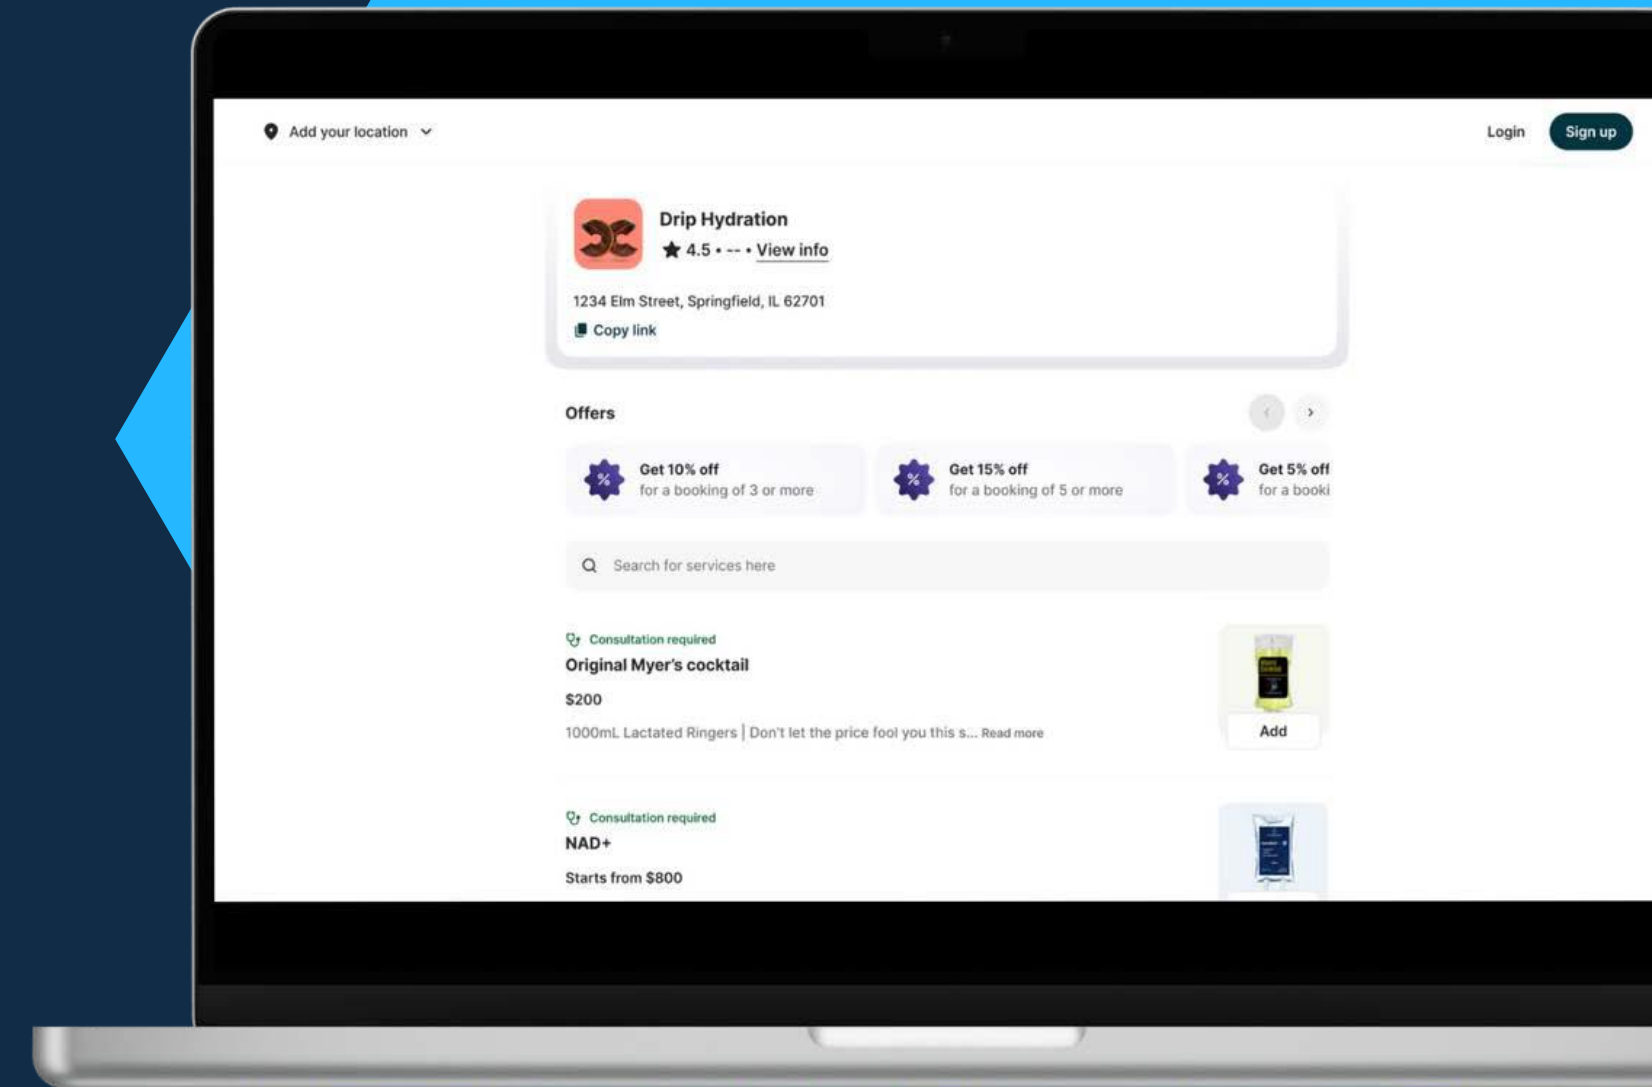 Add your location
Login
Sign up
Drip Hydration
4.5 • -- • View info
1234 Elm Street, Springfield, IL 62701
Copy link
Offers
Get 10% off
for a booking of 3 or more
Get 15% off
for a booking of 5 or more
Get 5% off
for a booki
Search for services here
Consultation required
Original Myer's cocktail
$200
1000mL Lactated Ringers | Don't let the price fool you this s... Read more
Add
Consultation required
NAD+
Starts from $800